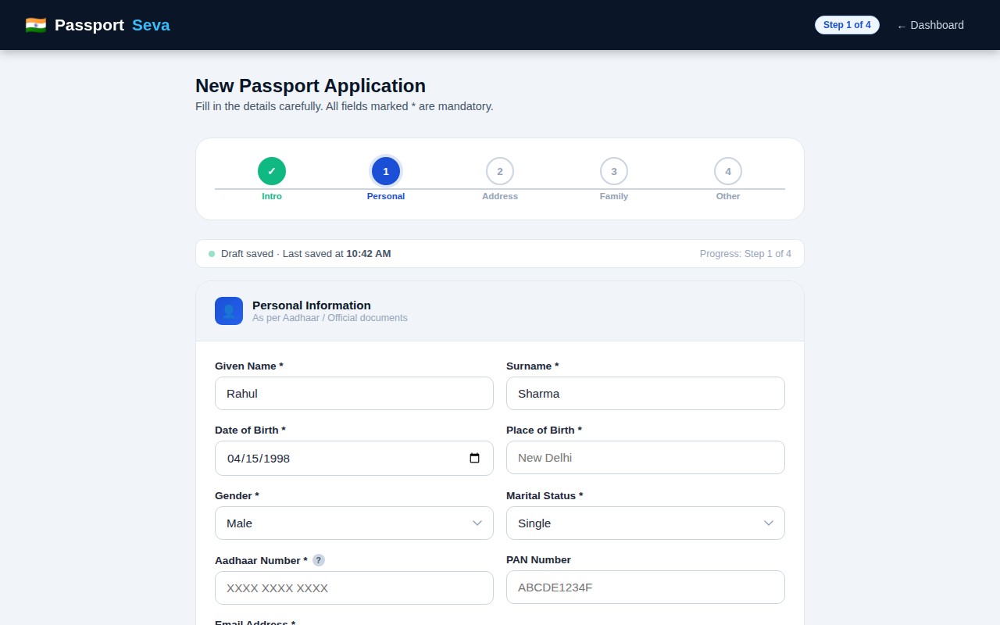 Passport Seva
Step 1 of 4
← Dashboard
New Passport Application
Fill in the details carefully. All fields marked * are mandatory.
✓ 1 2 3 4
Intro Personal Address Family Other
Draft saved · Last saved at 10:42 AM
Progress: Step 1 of 4
Personal Information
As per Aadhaar / Official documents
Given Name *
Rahul
Surname *
Sharma
Date of Birth *
04/15/1998
Place of Birth *
New Delhi
Gender *
Male
Marital Status *
Single
Aadhaar Number * ?
XXXX XXXX XXXX
PAN Number
ABCDE1234F
Email Address *